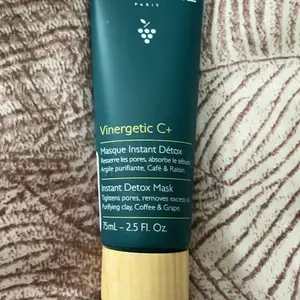 PARIS
Vinergetic C+
Masque Instant Détox
Resserre les pores, absorbe le sébum.
Argile purifiante, Café & Raisin.
Instant Detox Mask
Tightens pores, removes excess oil.
Purifying clay, Coffee & Grape.
75mL - 2.5 Fl. Oz.